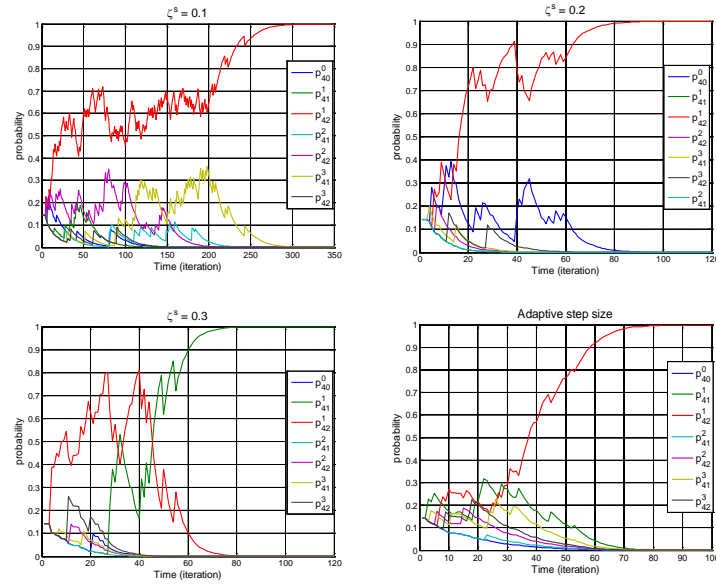 ζ^s = 0.1
probability
1
0.9
0.8
0.7
0.6
0.5
0.4
0.3
0.2
0.1
0
0 50 100 150 200 250 300 350
Time (iteration)
p^0_40
p^1_41
p^1_42
p^2_41
p^2_42
p^3_41
p^3_42
ζ^s = 0.2
probability
1
0.9
0.8
0.7
0.6
0.5
0.4
0.3
0.2
0.1
0
0 20 40 60 80 100 120
Time (iteration)
p^0_40
p^1_41
p^1_42
p^2_42
p^3_41
p^3_42
p^2_41
ζ^s = 0.3
probability
1
0.9
0.8
0.7
0.6
0.5
0.4
0.3
0.2
0.1
0
0 20 40 60 80 100 120
Time (iteration)
p^0_40
p^1_41
p^1_42
p^2_41
p^2_42
p^3_41
p^3_42
Adaptive step size
probability
1
0.9
0.8
0.7
0.6
0.5
0.4
0.3
0.2
0.1
0
0 10 20 30 40 50 60 70 80 90 100
Time (iteration)
p^0_40
p^1_41
p^1_42
p^2_41
p^2_42
p^3_41
p^3_42